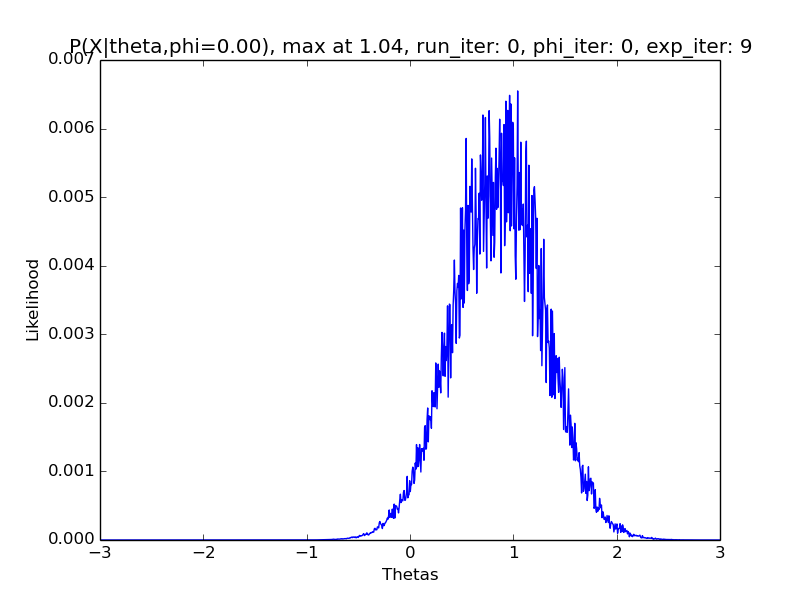 P(X|theta,phi=0.00), max at 1.04, run_iter: 0, phi_iter: 0, exp_iter: 9
0.007
0.006
0.005
0.004
0.003
0.002
0.001
0.000
Likelihood
−3 −2 −1 0 1 2 3
Thetas